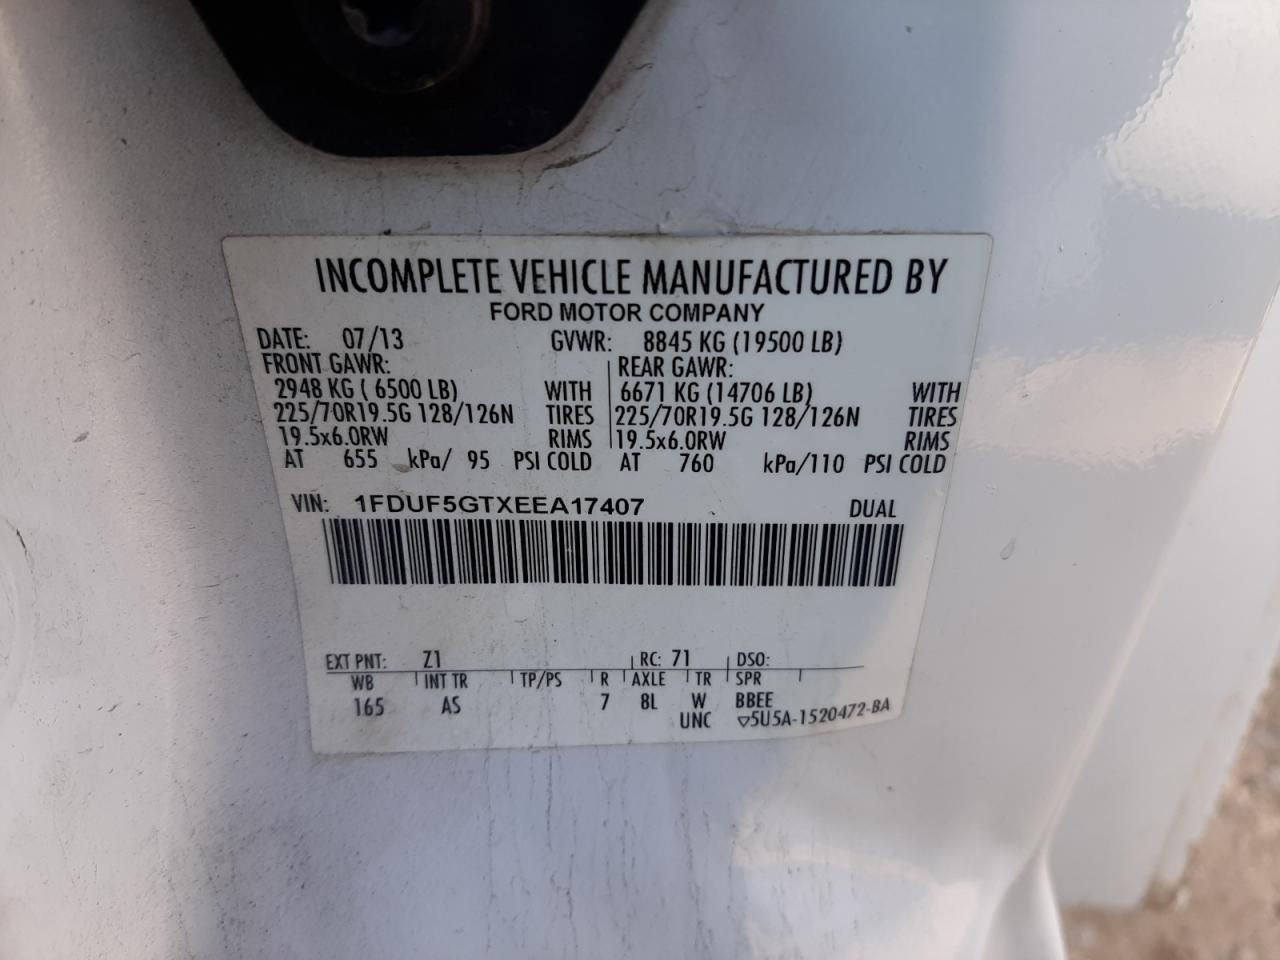 INCOMPLETE VEHICLE MANUFACTURED BY
FORD MOTOR COMPANY
DATE: 07/13 GVWR: 8845 KG (19500 LB)
FRONT GAWR: REAR GAWR:
2948 KG ( 6500 LB) WITH 6671 KG (14706 LB) WITH
225/70R19.5G 128/126N TIRES 225/70R19.5G 128/126N TIRES
19.5x6.0RW RIMS 19.5x6.0RW RIMS
AT 655 kPa/ 95 PSI COLD AT 760 kPa/110 PSI COLD
VIN: 1FDUF5GTXEEA17407 DUAL
EXT PNT: Z1 RC: 71 DSO:
WB INT TR TP/PS R AXLE TR SPR
165 AS 7 8L W BBEE
UNC ▽5U5A-1520472-BA